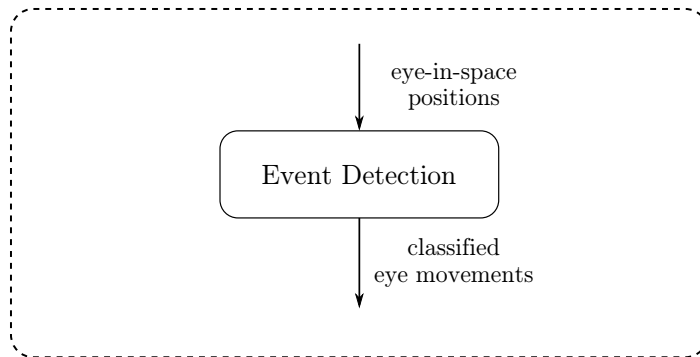 eye-in-space
positions
Event Detection
classified
eye movements